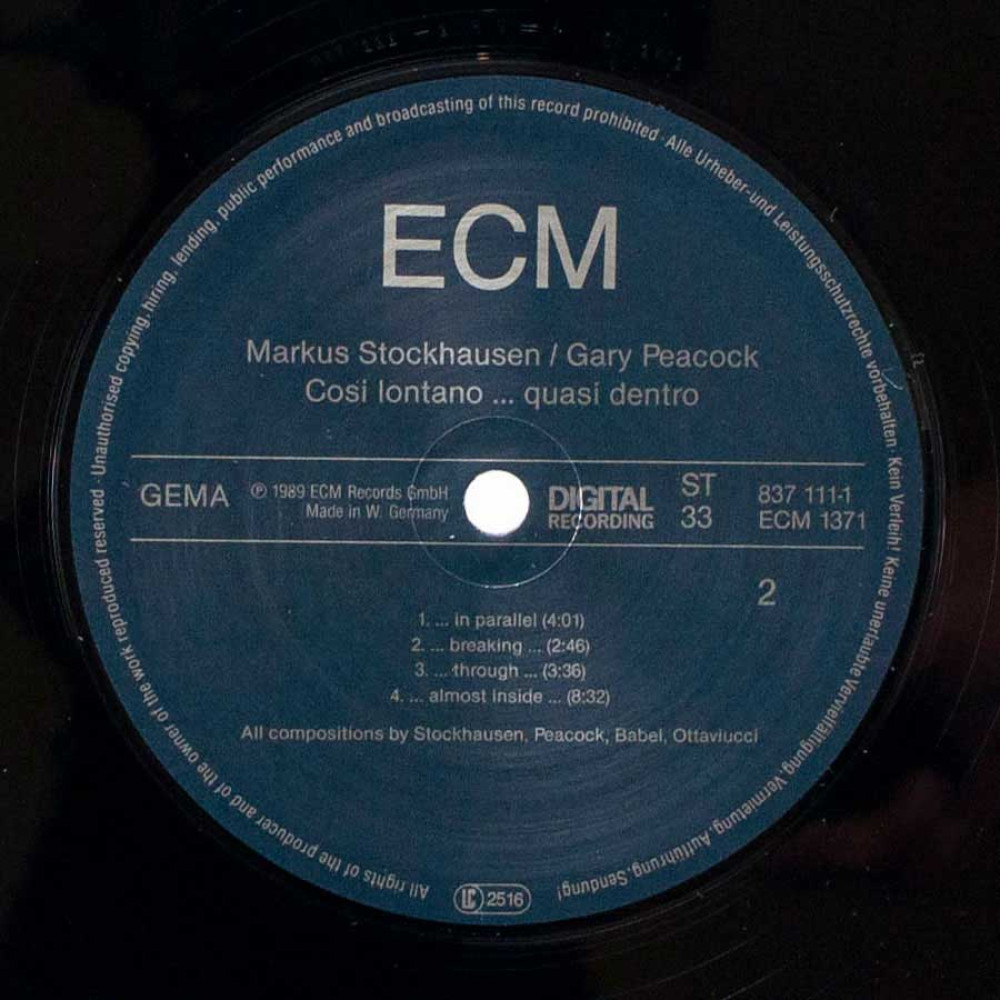 ECM
Markus Stockhausen / Gary Peacock
Cosi lontano ... quasi dentro
GEMA
℗ 1989 ECM Records GmbH
Made in W. Germany
DIGITAL
RECORDING
ST
33
837 111-1
ECM 1371
2
1. ... in parallel (4:01)
2. ... breaking ... (2:46)
3. ... through ... (3:36)
4. ... almost inside ... (8:32)
All compositions by Stockhausen, Peacock, Babel, Ottaviucci
All rights of the producer and of the owner of the work reproduced reserved · Unauthorised copying, hiring, lending, public performance and broadcasting of this record prohibited · Alle Urheber-und Leistungsschutzrechte vorbehalten · Kein Verleih! Keine unerlaubte Vervielfältigung, Vermietung, Aufführung, Sendung!
LC 2516